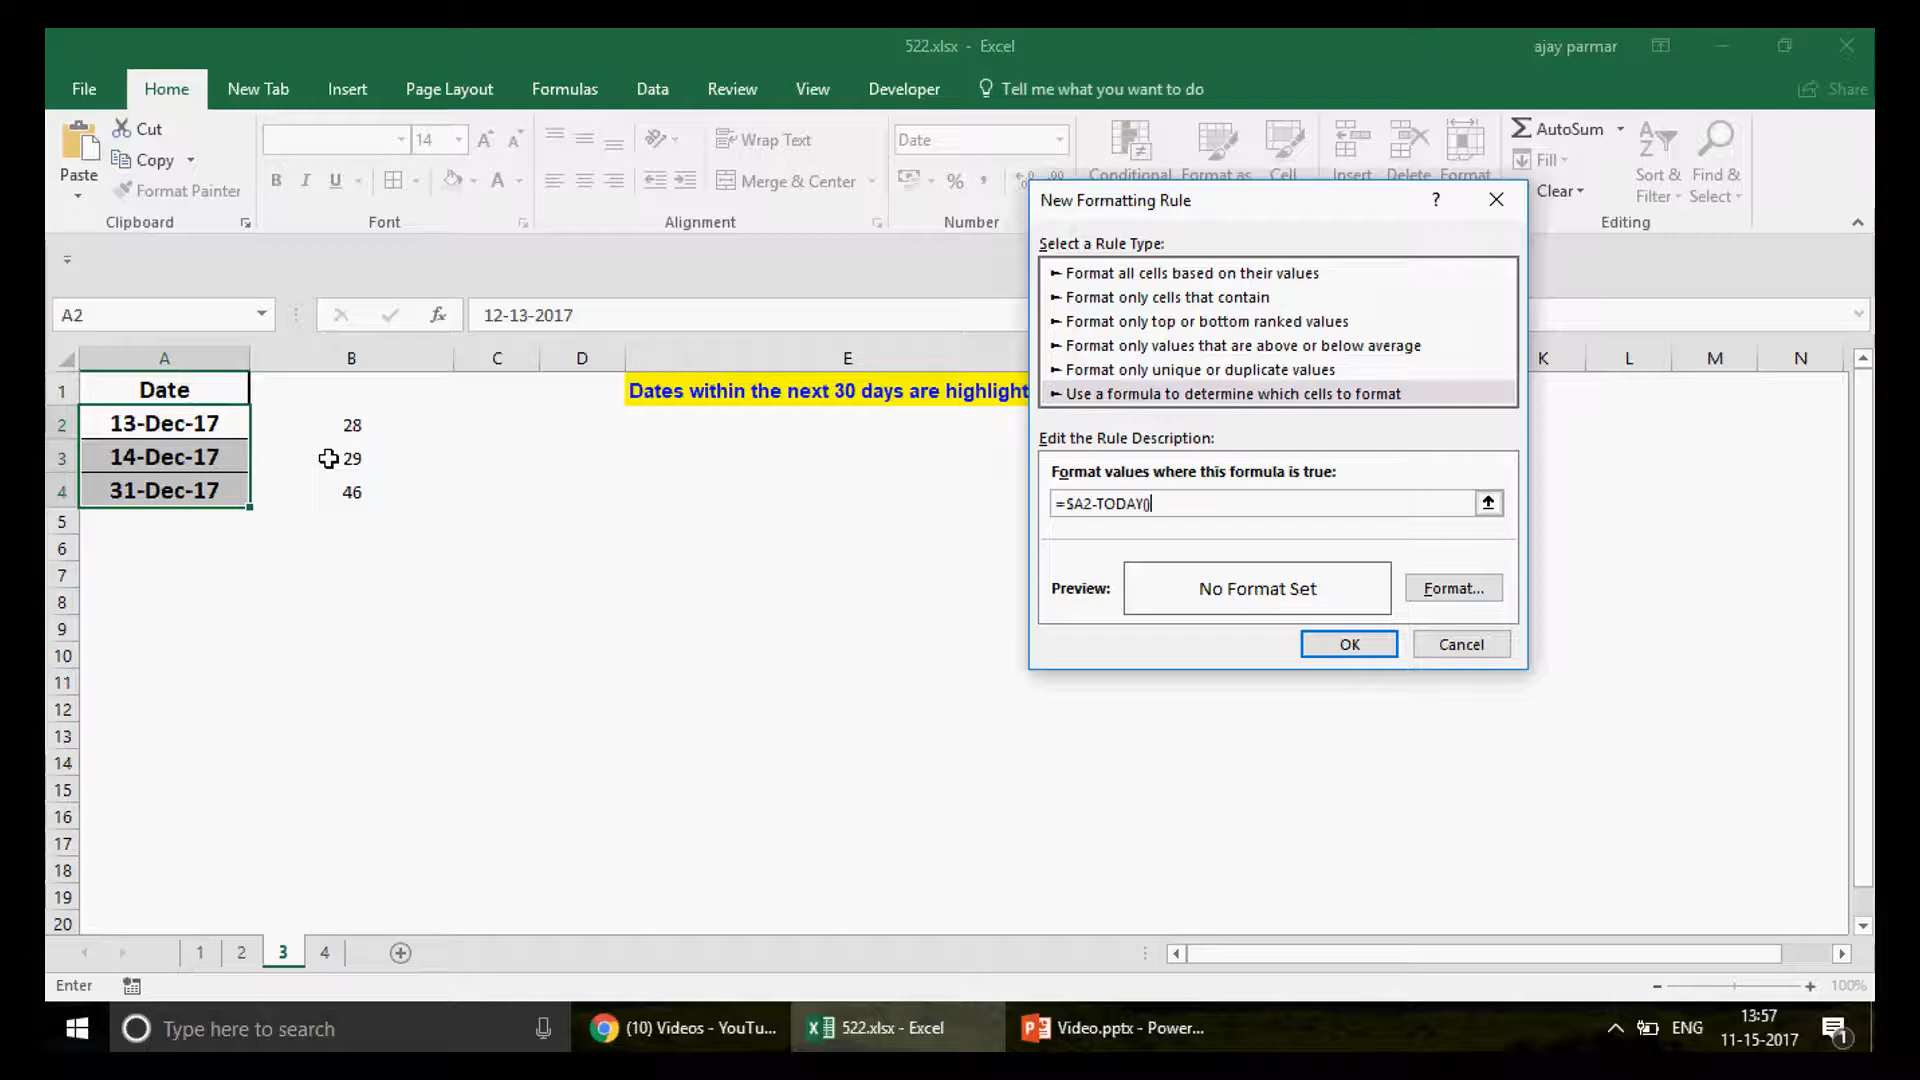 522.xlsx - Excel
ajay parmar
File Home New Tab Insert Page Layout Formulas Data Review View Developer Tell me what you want to do Share
Paste
Cut
Copy
Format Painter
Clipboard
14
B I U
Font
Wrap Text
Merge & Center
Alignment
Date
%
Number
Conditional Format as Cell
Insert Delete Format
AutoSum
Fill
Clear
Sort & Filter
Find & Select
Editing
A2
fx
12-13-2017
A B C D E K L M N
1 Date Dates within the next 30 days are highlight
2 13-Dec-17 28
3 14-Dec-17 29
4 31-Dec-17 46
5
6
7
8
9
10
11
12
13
14
15
16
17
18
19
20
New Formatting Rule ?
Select a Rule Type:
Format all cells based on their values
Format only cells that contain
Format only top or bottom ranked values
Format only values that are above or below average
Format only unique or duplicate values
Use a formula to determine which cells to format
Edit the Rule Description:
Format values where this formula is true:
=$A2-TODAY()
Preview: No Format Set Format...
OK Cancel
1 2 3 4
Enter
100%
Type here to search
(10) Videos - YouTu...
522.xlsx - Excel
Video.pptx - Power...
ENG
13:57
11-15-2017
1